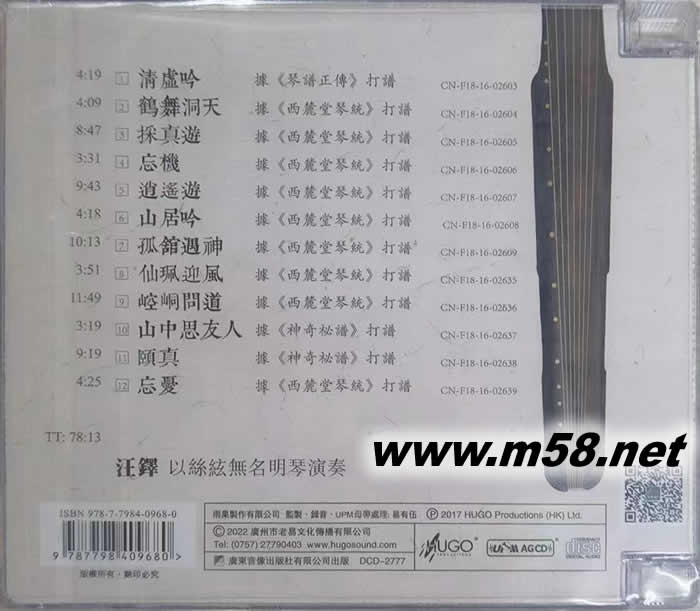 4:19 1 清虛吟 據《琴譜正傳》打譜 CN-F18-16-02603
4:09 2 鶴舞洞天 據《西麓堂琴統》打譜 CN-F18-16-02604
8:47 3 採真遊 據《西麓堂琴統》打譜 CN-F18-16-02605
3:31 4 忘機 據《西麓堂琴統》打譜 CN-F18-16-02606
9:43 5 逍遙遊 據《西麓堂琴統》打譜 CN-F18-16-02607
4:18 6 山居吟 據《西麓堂琴統》打譜 CN-F18-16-02608
10:13 7 孤舘遇神 據《西麓堂琴統》打譜 CN-F18-16-02609
3:51 8 仙珮迎風 據《西麓堂琴統》打譜 CN-F18-16-02635
11:49 9 崆峒問道 據《西麓堂琴統》打譜 CN-F18-16-02636
3:19 10 山中思友人 據《神奇秘譜》打譜 CN-F18-16-02637
9:19 11 頤真 據《神奇秘譜》打譜 CN-F18-16-02638
4:25 12 忘憂 據《西麓堂琴統》打譜 CN-F18-16-02639
www.m58.net
TT: 78:13
汪鐸 以絲絃無名明琴演奏
ISBN 978-7-7984-0968-0
9 787798 409680 >
版權所有·翻印必究
雨果製作有限公司 監製、錄音、UPM母帶處理: 易有伍 Ⓟ 2017 HUGO Productions (HK) Ltd.
© 2022 廣州市老易文化傳播有限公司
Tel: (0757) 27790403 www.hugosound.com
廣東音像出版社有限公司出版 DCD-2777
HUGO
PRODUCTIONS
AGCD
COMPACT
disc
DIGITAL AUDIO